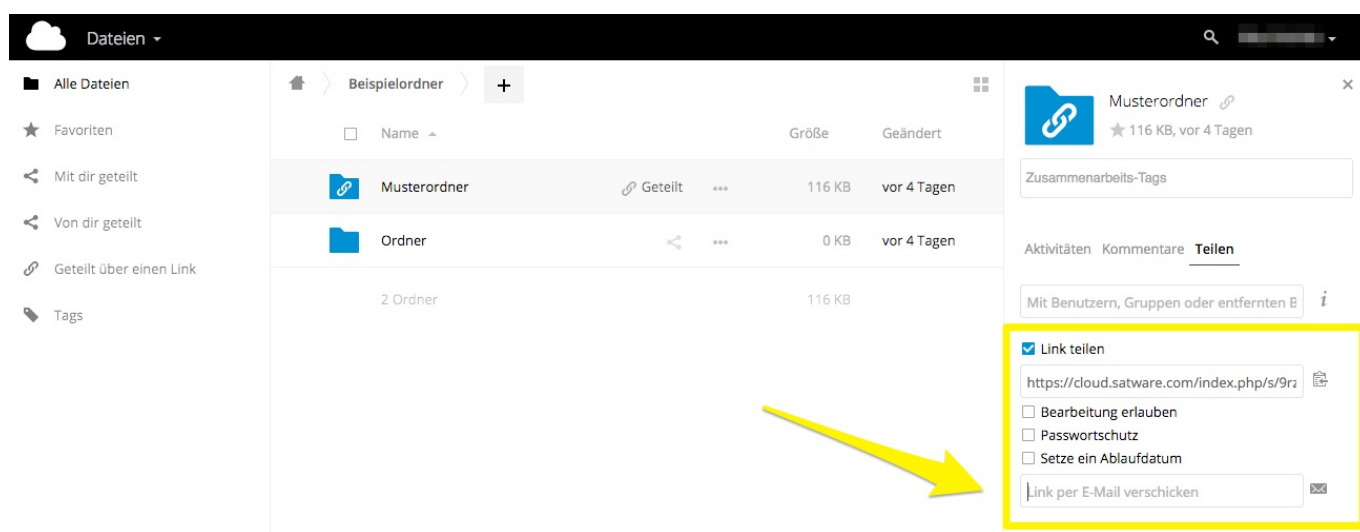 Dateien
Alle Dateien
Favoriten
Mit dir geteilt
Von dir geteilt
Geteilt über einen Link
Tags
Beispielordner +
Name Größe Geändert
Musterordner Geteilt ... 116 KB vor 4 Tagen
Ordner ... 0 KB vor 4 Tagen
2 Ordner 116 KB
Musterordner
116 KB, vor 4 Tagen
Zusammenarbeits-Tags
Aktivitäten Kommentare Teilen
Mit Benutzern, Gruppen oder entfernten B i
Link teilen
https://cloud.satware.com/index.php/s/9rz
Bearbeitung erlauben
Passwortschutz
Setze ein Ablaufdatum
Link per E-Mail verschicken